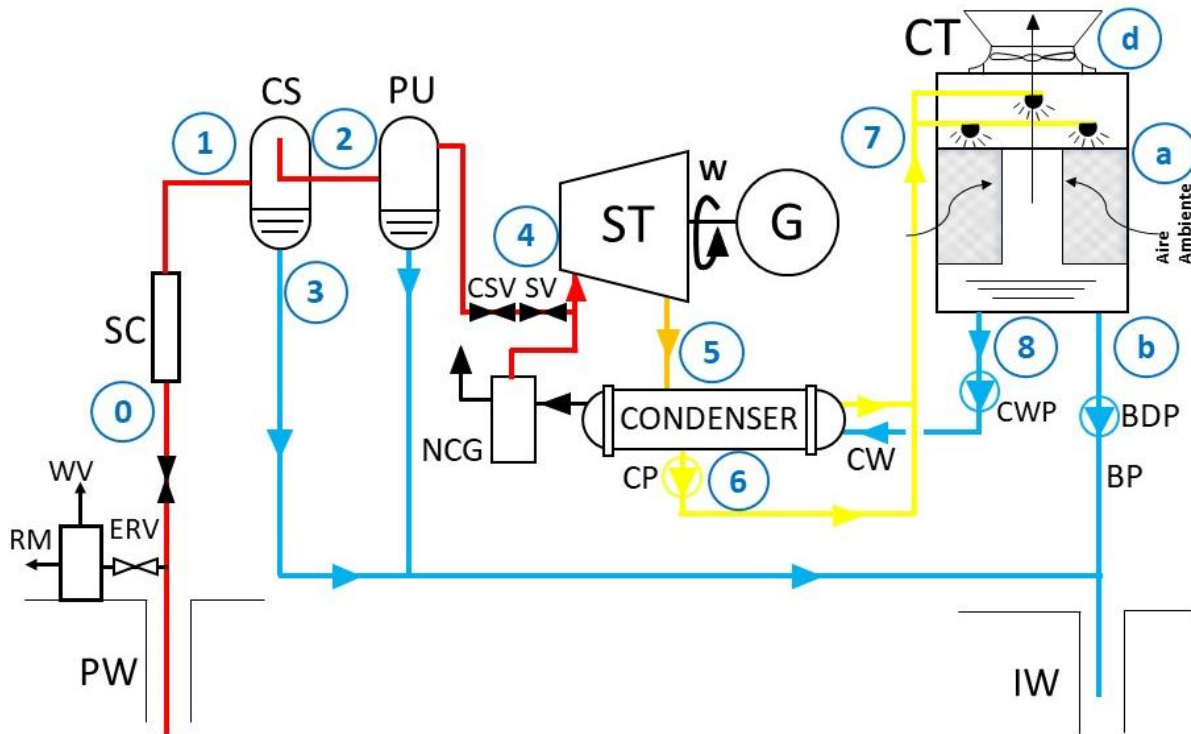 CT
d
CS
PU
1
2
7
a
W
ST
G
4
Aire
Ambiente
3
CSV
SV
SC
5
8
b
0
CONDENSER
CWP
BDP
NCG
CW
WV
CP
6
BP
ERV
RM
PW
IW